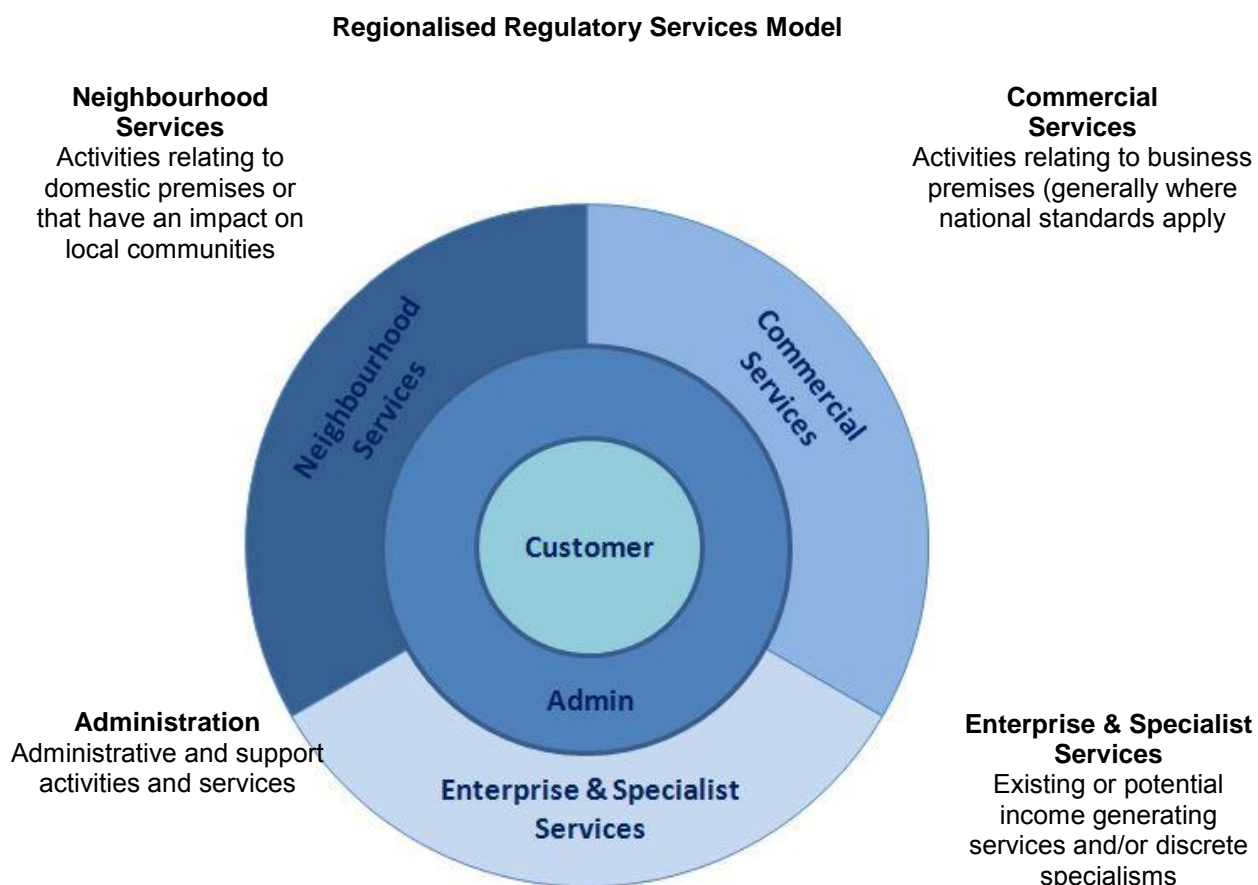 Regionalised Regulatory Services Model
Neighbourhood
Services
Activities relating to
domestic premises or
that have an impact on
local communities
Commercial
Services
Activities relating to business
premises (generally where
national standards apply
Neighbourhood
Services
Commercial
Services
Customer
Admin
Enterprise & Specialist
Services
Administration
Administrative and support
activities and services
Enterprise & Specialist
Services
Existing or potential
income generating
services and/or discrete
specialisms